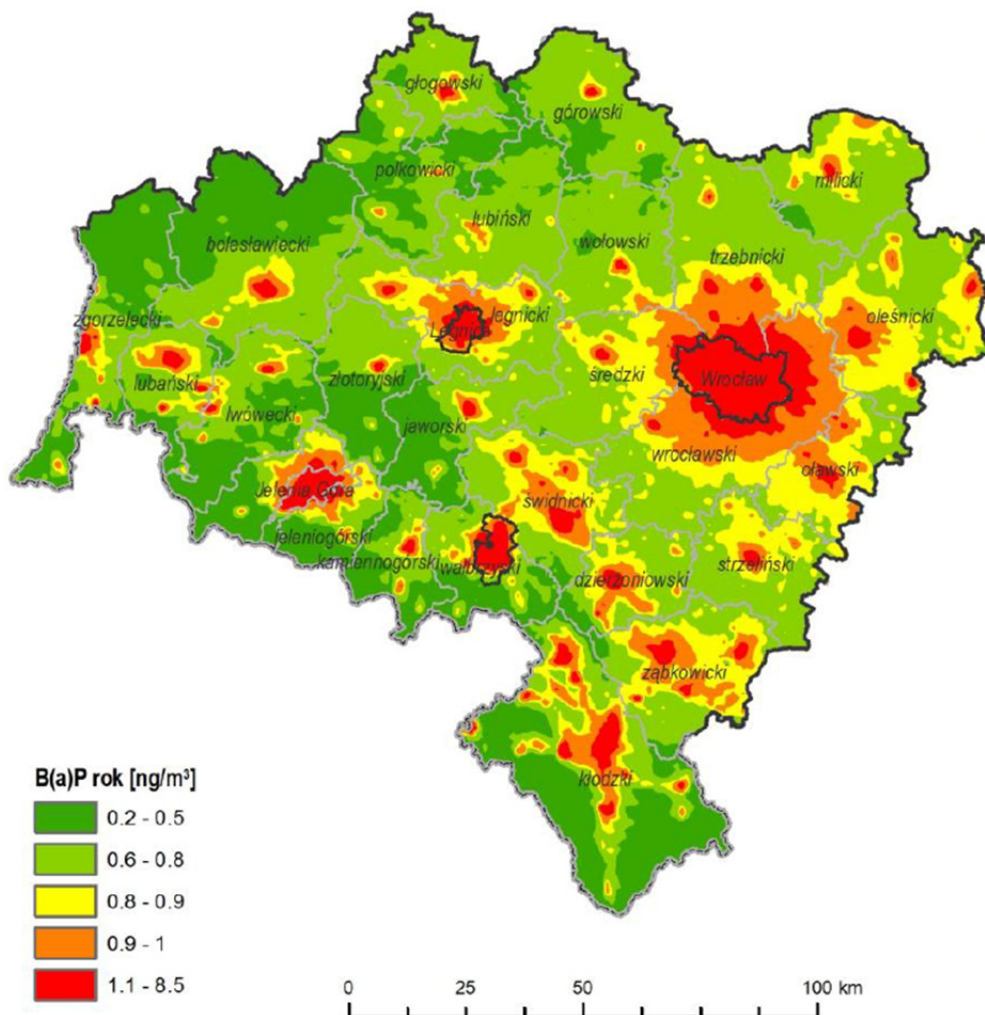 głogowski
górowski
polkowicki
milicki
lubiński
bolesławiecki
wołowski
trzebnicki
zgorzelecki
legnicki
oleśnicki
Legnica
lubański
złotoryjski
średzki
Wrocław
lwówecki
jaworski
wrocławski
oławski
Jelenia Góra
świdnicki
jeleniogórski
kamiennogórski
wałbrzyski
dzierżoniowski
strzeliński
ząbkowicki
kłodzki
B(a)P rok [ng/m³]
0.2 - 0.5
0.6 - 0.8
0.8 - 0.9
0.9 - 1
1.1 - 8.5
0 25 50 100 km